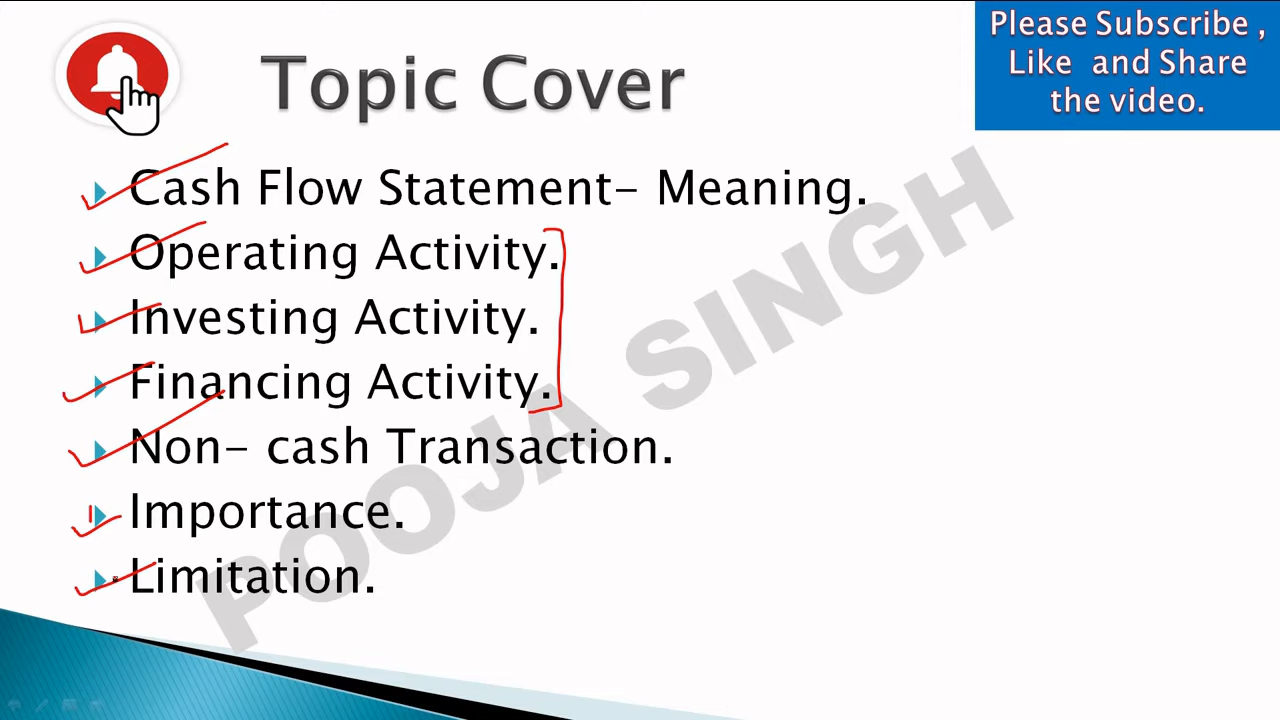 Topic Cover
Please Subscribe ,
Like and Share
the video.
Cash Flow Statement- Meaning.
Operating Activity.
Investing Activity.
Financing Activity.
Non- cash Transaction.
Importance.
Limitation.
POOJA SINGH